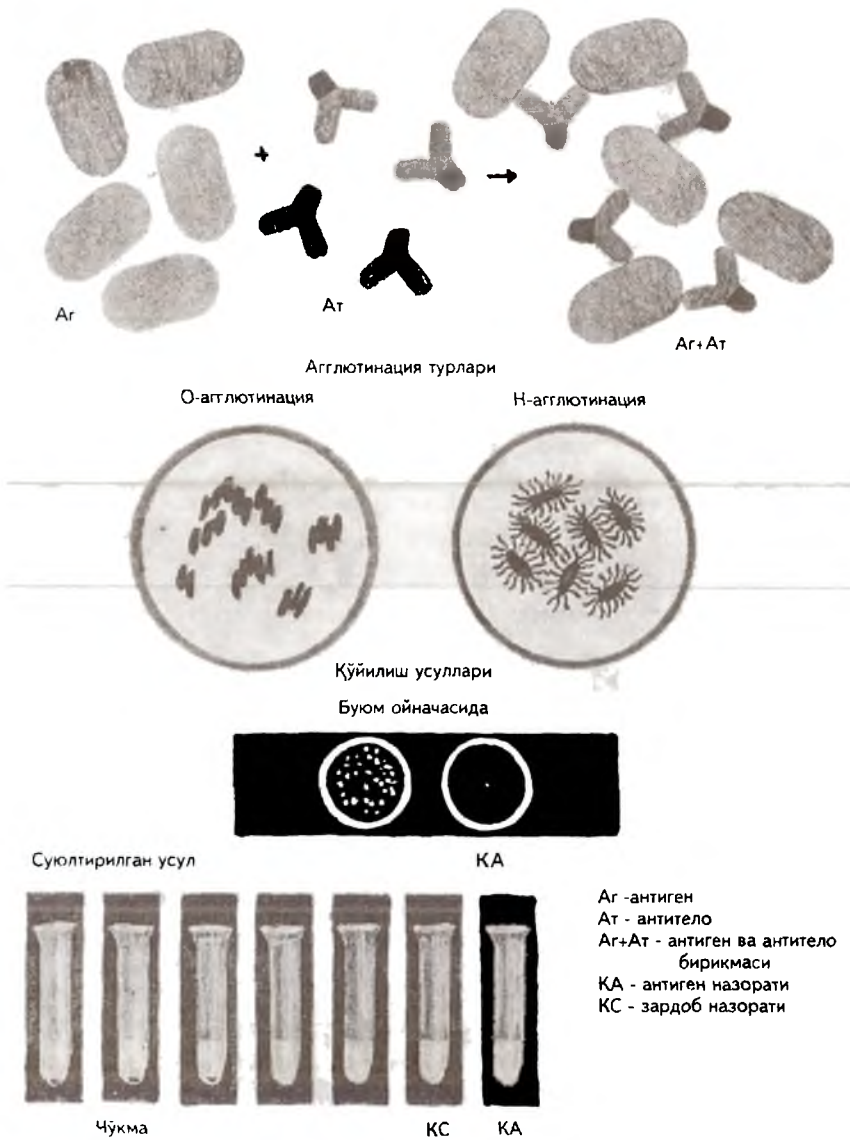 Аг
Ат
Аг+Ат
Агглютинация турлари
О-агглютинация
Н-агглютинация
Қўйилиш усуллари
Буюм ойначасида
Суюлтирилган усул
КА
Аг -антиген
Ат - антитело
Аг+Ат - антиген ва антитело
бирикмаси
КА - антиген назорати
КС - зардоб назорати
Чўкма
КС
КА